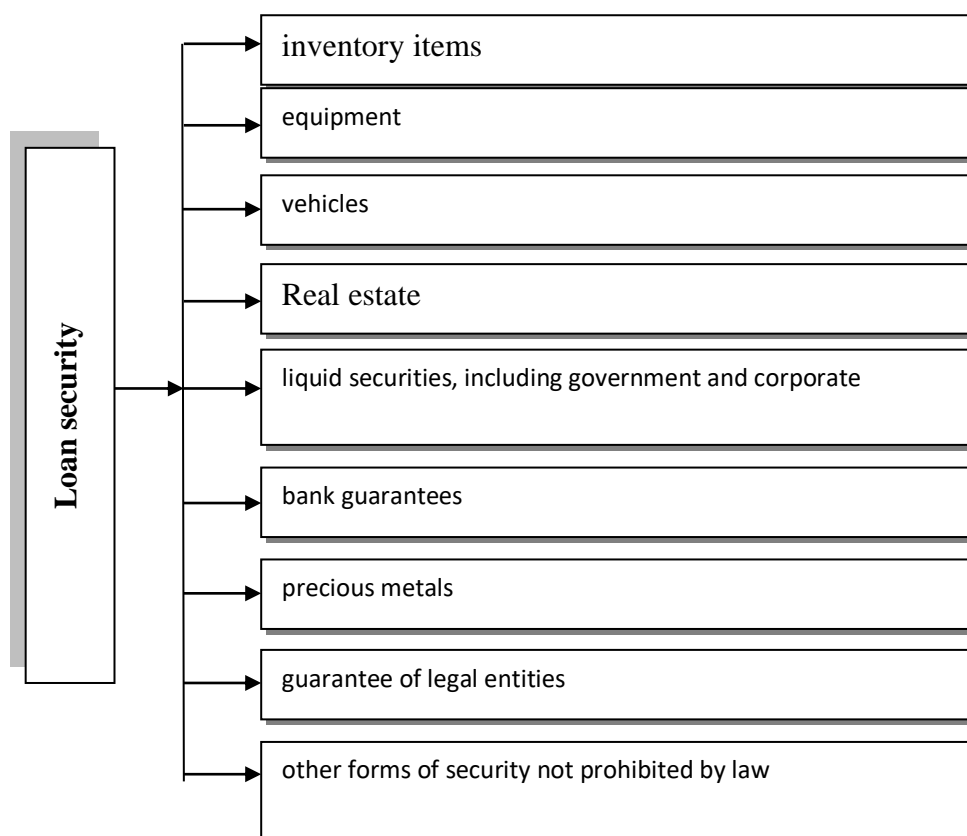 Loan security
inventory items
equipment
vehicles
Real estate
liquid securities, including government and corporate
bank guarantees
precious metals
guarantee of legal entities
other forms of security not prohibited by law